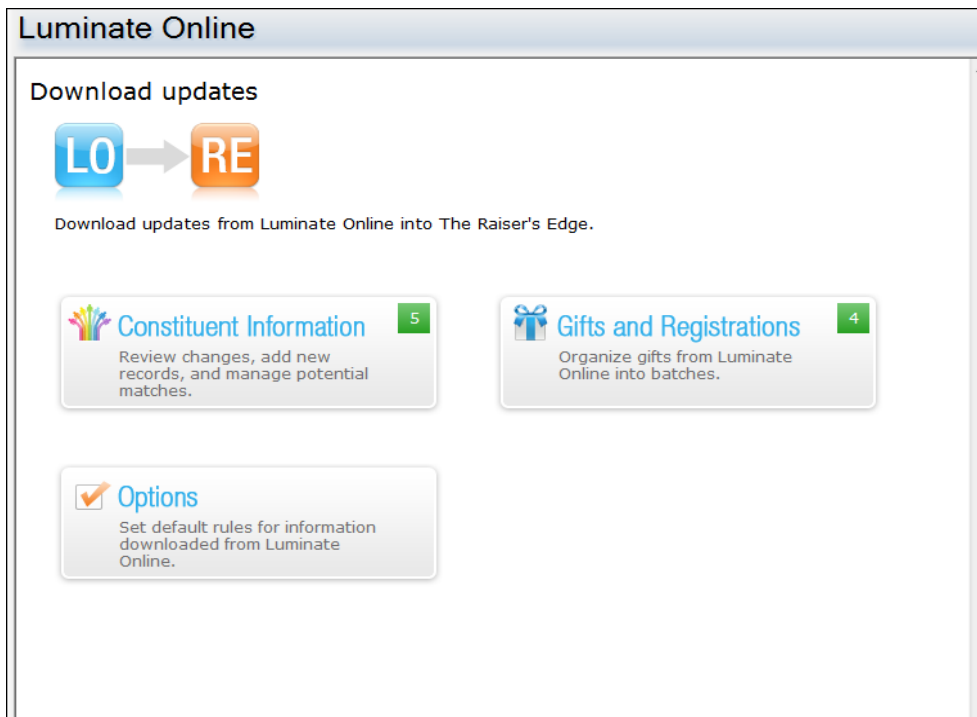 Luminate Online
Download updates
LO RE
Download updates from Luminate Online into The Raiser's Edge.
Constituent Information 5
Review changes, add new
records, and manage potential
matches.
Gifts and Registrations 4
Organize gifts from Luminate
Online into batches.
Options
Set default rules for information
downloaded from Luminate
Online.